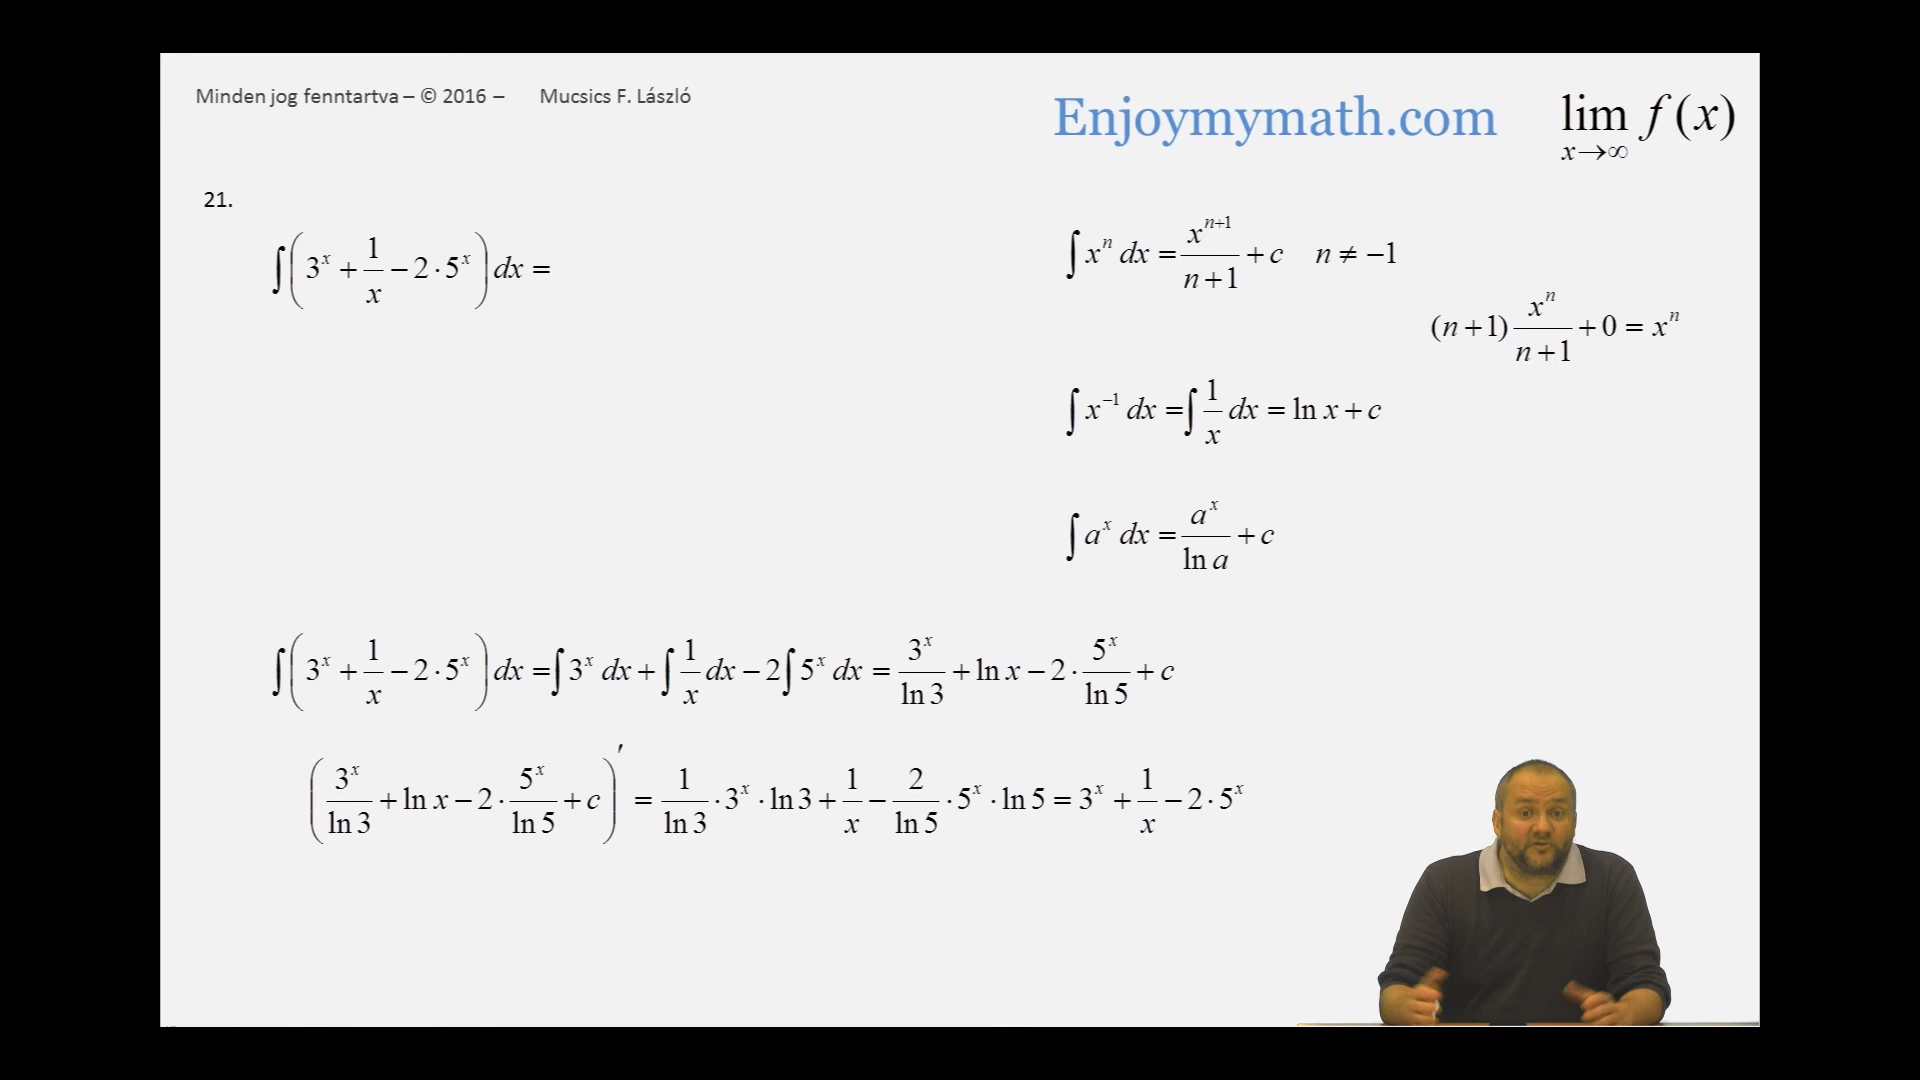 Minden jog fenntartva – © 2016 – Mucsics F. László
Enjoymymath.com
lim_{x→∞} f(x)
21.
∫(3^x + 1/x − 2·5^x)dx =
∫x^n dx = x^{n+1}/(n+1) + c n ≠ −1
(n+1) x^n/(n+1) + 0 = x^n
∫x^{−1} dx = ∫1/x dx = ln x + c
∫a^x dx = a^x/ln a + c
∫(3^x + 1/x − 2·5^x)dx = ∫3^x dx + ∫1/x dx − 2∫5^x dx = 3^x/ln 3 + ln x − 2·5^x/ln 5 + c
(3^x/ln 3 + ln x − 2·5^x/ln 5 + c)′ = 1/ln 3 · 3^x · ln 3 + 1/x − 2/ln 5 · 5^x · ln 5 = 3^x + 1/x − 2·5^x